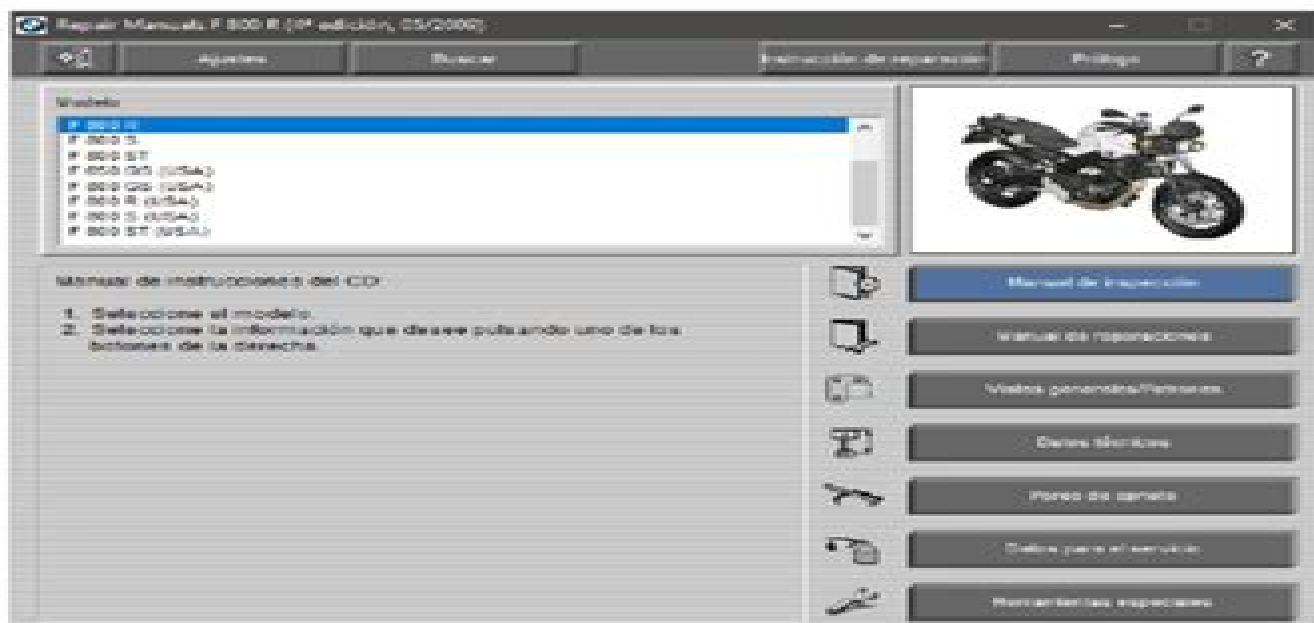 Repair Manuals F 800 R (1ª edición, 05/2009)
Ajustes
Buscar
Instrucción de reparación
Prólogo
?
Modelo
F 800 R
F 800 S
F 800 ST
F 650 GS (USA)
F 800 GS (USA)
F 800 R (USA)
F 800 S (USA)
F 800 ST (USA)
Manual de instrucciones del CD
1. Seleccione el modelo.
2. Seleccione la información que desee pulsando uno de los
botones de la derecha.
Manual de inspección
Manual de reparaciones
Vistas generales/Patrones
Datos técnicos
Pares de apriete
Datos para el servicio
Herramientas especiales